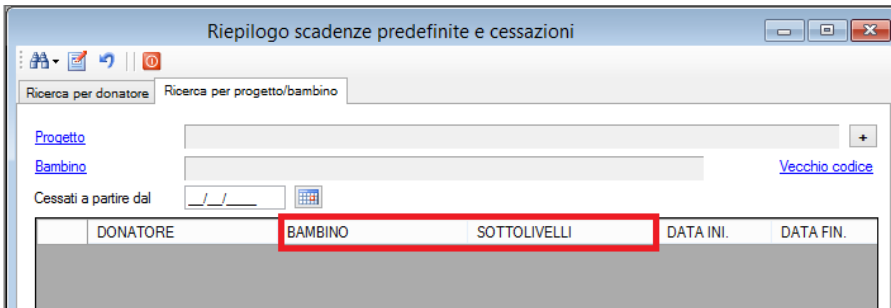 Riepilogo scadenze predefinite e cessazioni
Ricerca per donatore Ricerca per progetto/bambino
Progetto +
Bambino Vecchio codice
Cessati a partire dal __/__/____
DONATORE BAMBINO SOTTOLIVELLI DATA INI. DATA FIN.